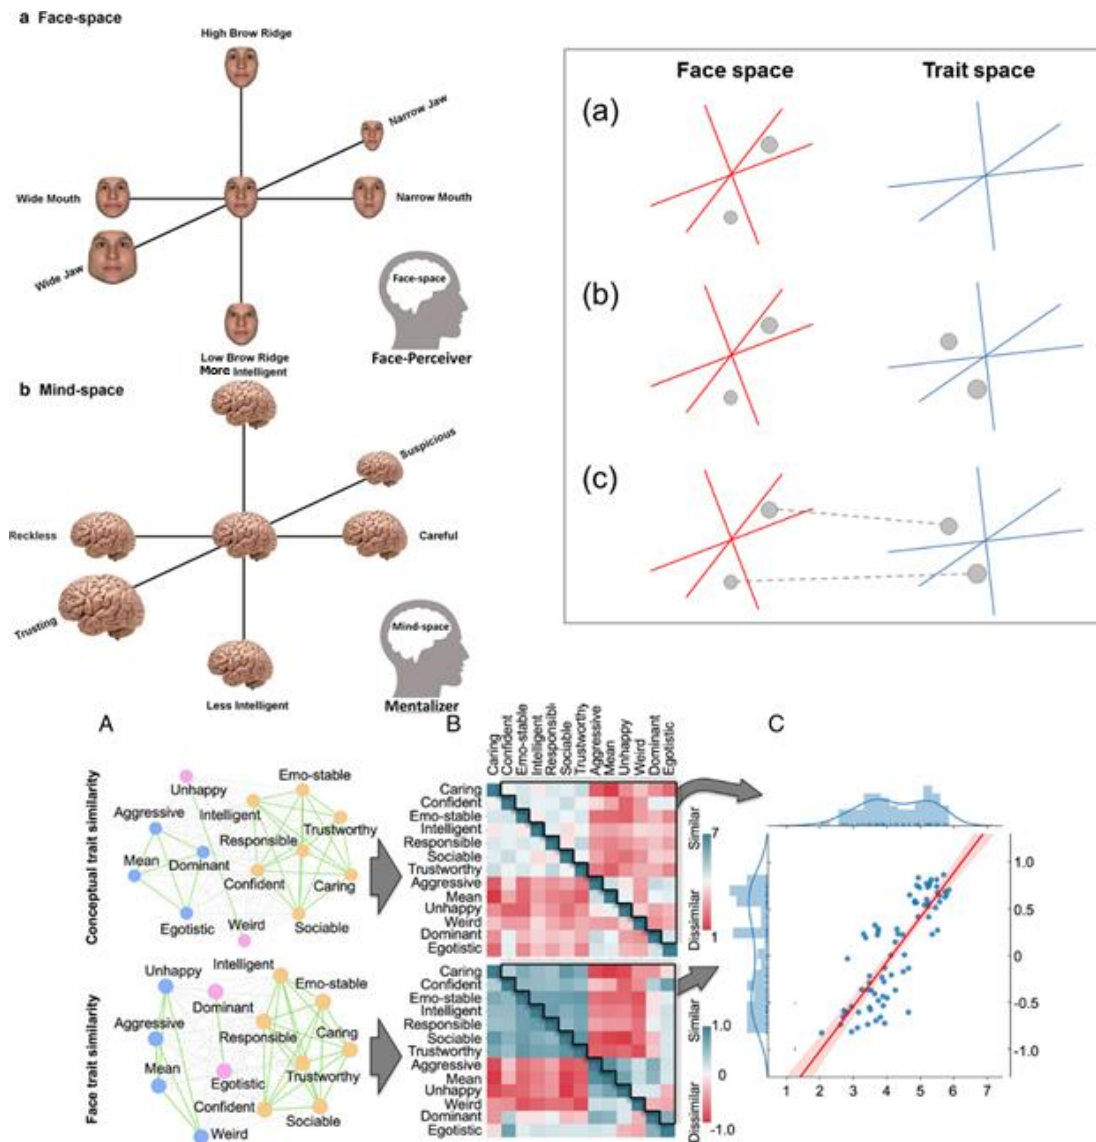 a Face-space
High Brow Ridge
Narrow Jaw
Wide Mouth
Narrow Mouth
Wide Jaw
Face-space
Low Brow Ridge
Face-Perceiver
More Intelligent
b Mind-space
Suspicious
Reckless
Careful
Trusting
Mind-space
Less Intelligent
Mentalizer
Face space
Trait space
(a)
(b)
(c)
A
Conceptual trait similarity
Emo-stable
Unhappy
Aggressive
Intelligent
Responsible
Trustworthy
Mean
Dominant
Confident
Caring
Egotistic
Weird
Sociable
Face trait similarity
Unhappy
Intelligent
Emo-stable
Dominant
Aggressive
Responsible
Caring
Mean
Trustworthy
Egotistic
Confident
Sociable
Weird
B
Caring
Confident
Emo-stable
Intelligent
Responsibl
Sociable
Trustworthy
Aggressive
Mean
Unhappy
Weird
Dominant
Egotistic
Caring
Confident
Emo-stable
Intelligent
Responsible
Sociable
Trustworthy
Aggressive
Mean
Unhappy
Weird
Dominant
Egotistic
7
Similar
Dissimilar
1
Caring
Confident
Emo-stable
Intelligent
Responsible
Sociable
Trustworthy
Aggressive
Mean
Unhappy
Weird
Dominant
Egotistic
Similar
1.0
0
Dissimilar
-1.0
C
1.0
0.5
0
-0.5
-1.0
1 2 3 4 5 6 7